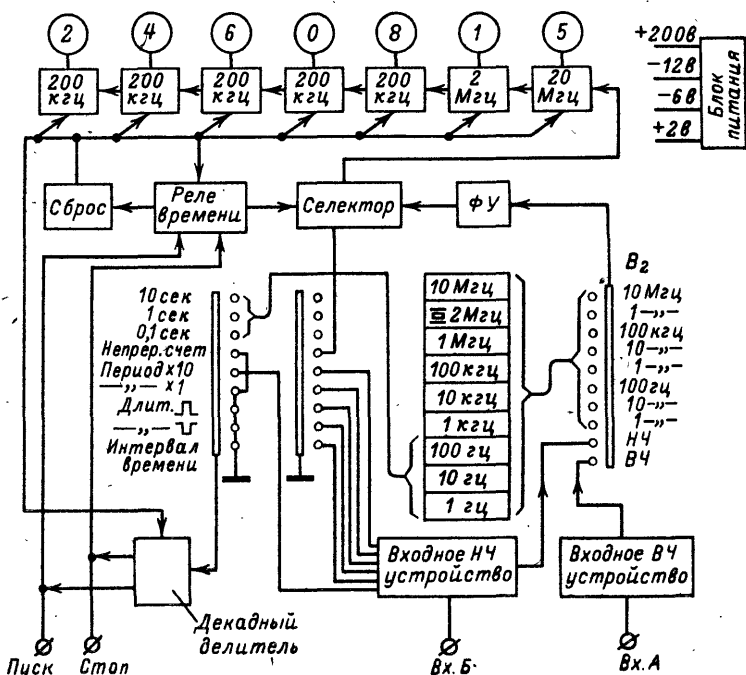 2 4 6 0 8 1 5
200 кгц 200 кгц 200 кгц 200 кгц 200 кгц 2 Мгц 20 Мгц
+200в
-12в
-6в
+2в
Блок
питания
Сброс
Реле
времени
Селектор
ФУ
10 сек
1 сек
0,1 сек
Непрер. счет
Период ×10
—„— ×1
Длит.
—„—
Интервал
времени
10 Мгц
2 Мгц
1 Мгц
100 кгц
10 кгц
1 кгц
100 гц
10 гц
1 гц
В2
10 Мгц
1 —„—
100 кгц
10 —„—
1 —„—
100 гц
10 —„—
1 —„—
НЧ
ВЧ
Входное НЧ
устройство
Входное ВЧ
устройство
Декадный
делитель
Писк
Стоп
Вх. Б
Вх. А